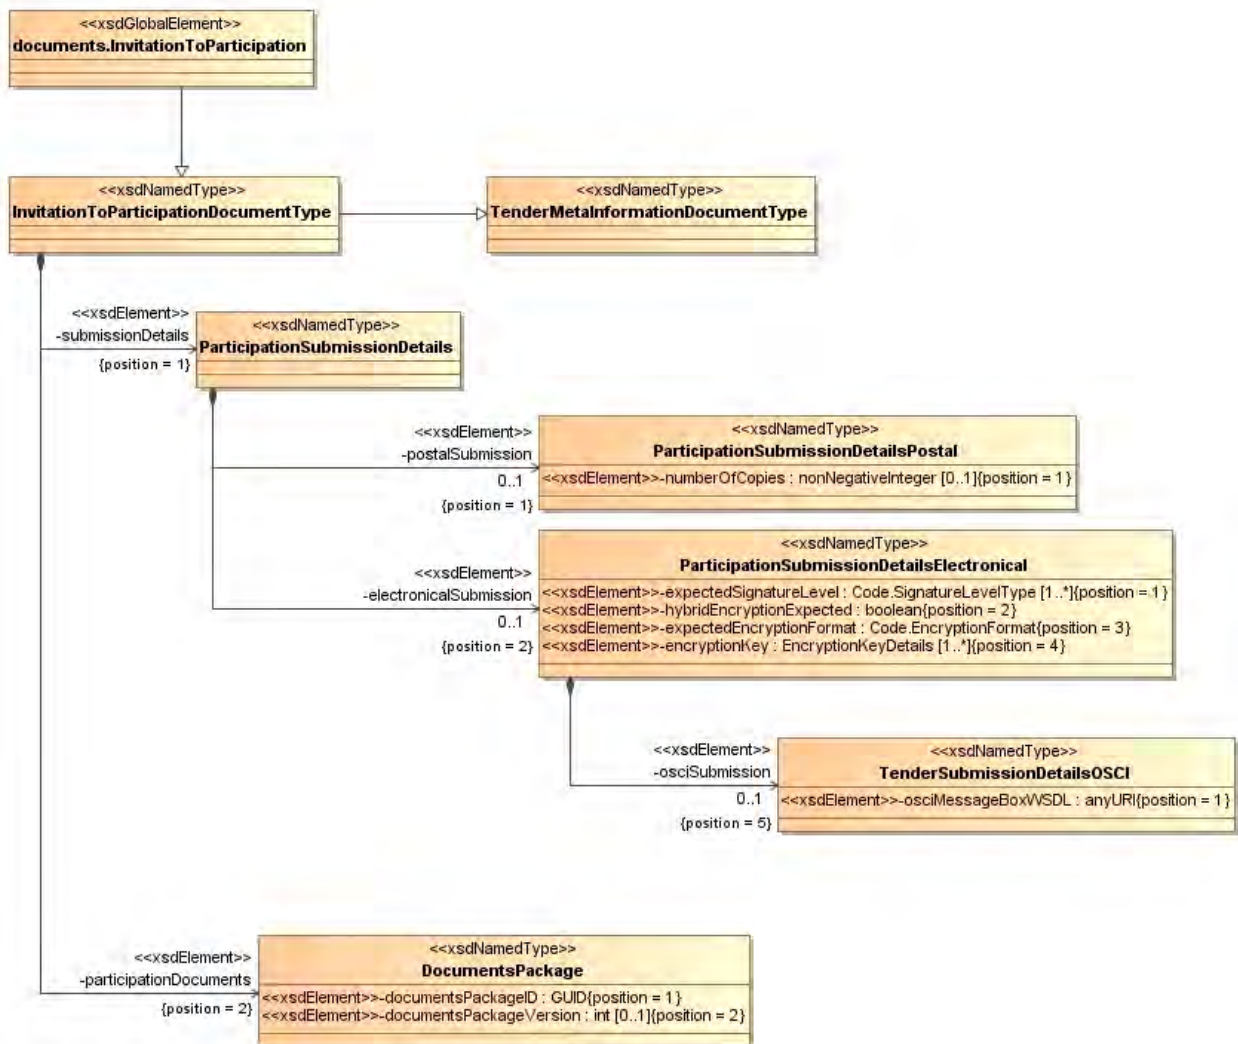 <<xsdGlobalElement>>
documents.InvitationToParticipation
<<xsdNamedType>>
InvitationToParticipationDocumentType
<<xsdNamedType>>
TenderMetaInformationDocumentType
<<xsdElement>>
-submissionDetails
{position = 1}
<<xsdNamedType>>
ParticipationSubmissionDetails
<<xsdElement>>
-postalSubmission
0..1
{position = 1}
<<xsdNamedType>>
ParticipationSubmissionDetailsPostal
<<xsdElement>>-numberOfCopies : nonNegativeInteger [0..1]{position = 1}
<<xsdElement>>
-electronicalSubmission
0..1
{position = 2}
<<xsdNamedType>>
ParticipationSubmissionDetailsElectronical
<<xsdElement>>-expectedSignatureLevel : Code.SignatureLevelType [1..*]{position = 1}
<<xsdElement>>-hybridEncryptionExpected : boolean{position = 2}
<<xsdElement>>-expectedEncryptionFormat : Code.EncryptionFormat{position = 3}
<<xsdElement>>-encryptionKey : EncryptionKeyDetails [1..*]{position = 4}
<<xsdElement>>
-osciSubmission
0..1
{position = 5}
<<xsdNamedType>>
TenderSubmissionDetailsOSCI
<<xsdElement>>-osciMessageBoxWSDL : anyURI{position = 1}
<<xsdElement>>
-participationDocuments
{position = 2}
<<xsdNamedType>>
DocumentsPackage
<<xsdElement>>-documentsPackageID : GUID{position = 1}
<<xsdElement>>-documentsPackageVersion : int [0..1]{position = 2}